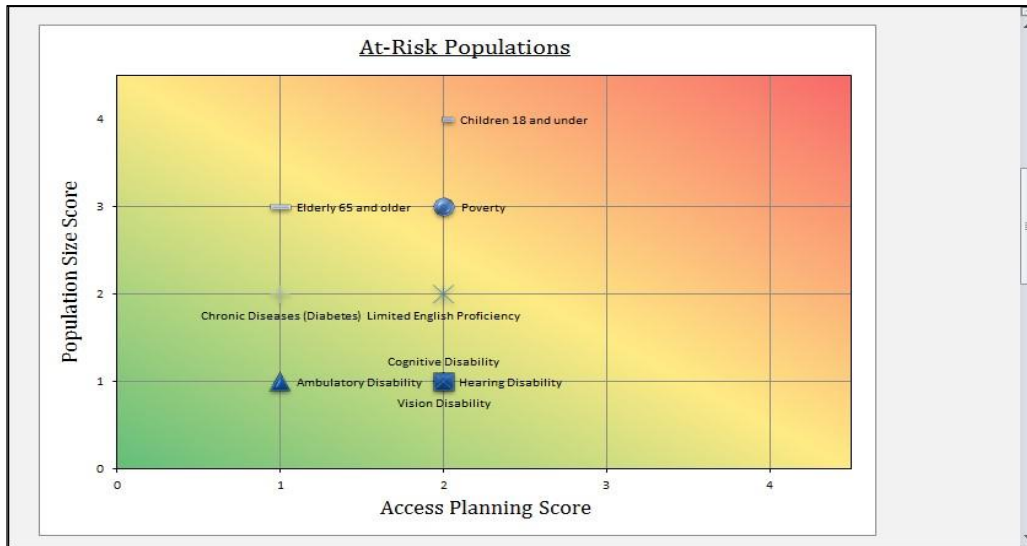 At-Risk Populations
Population Size Score
4
Children 18 and under
3
Elderly 65 and older
Poverty
2
Chronic Diseases (Diabetes) Limited English Proficiency
Cognitive Disability
1
Ambulatory Disability
Hearing Disability
Vision Disability
0
0 1 2 3 4
Access Planning Score